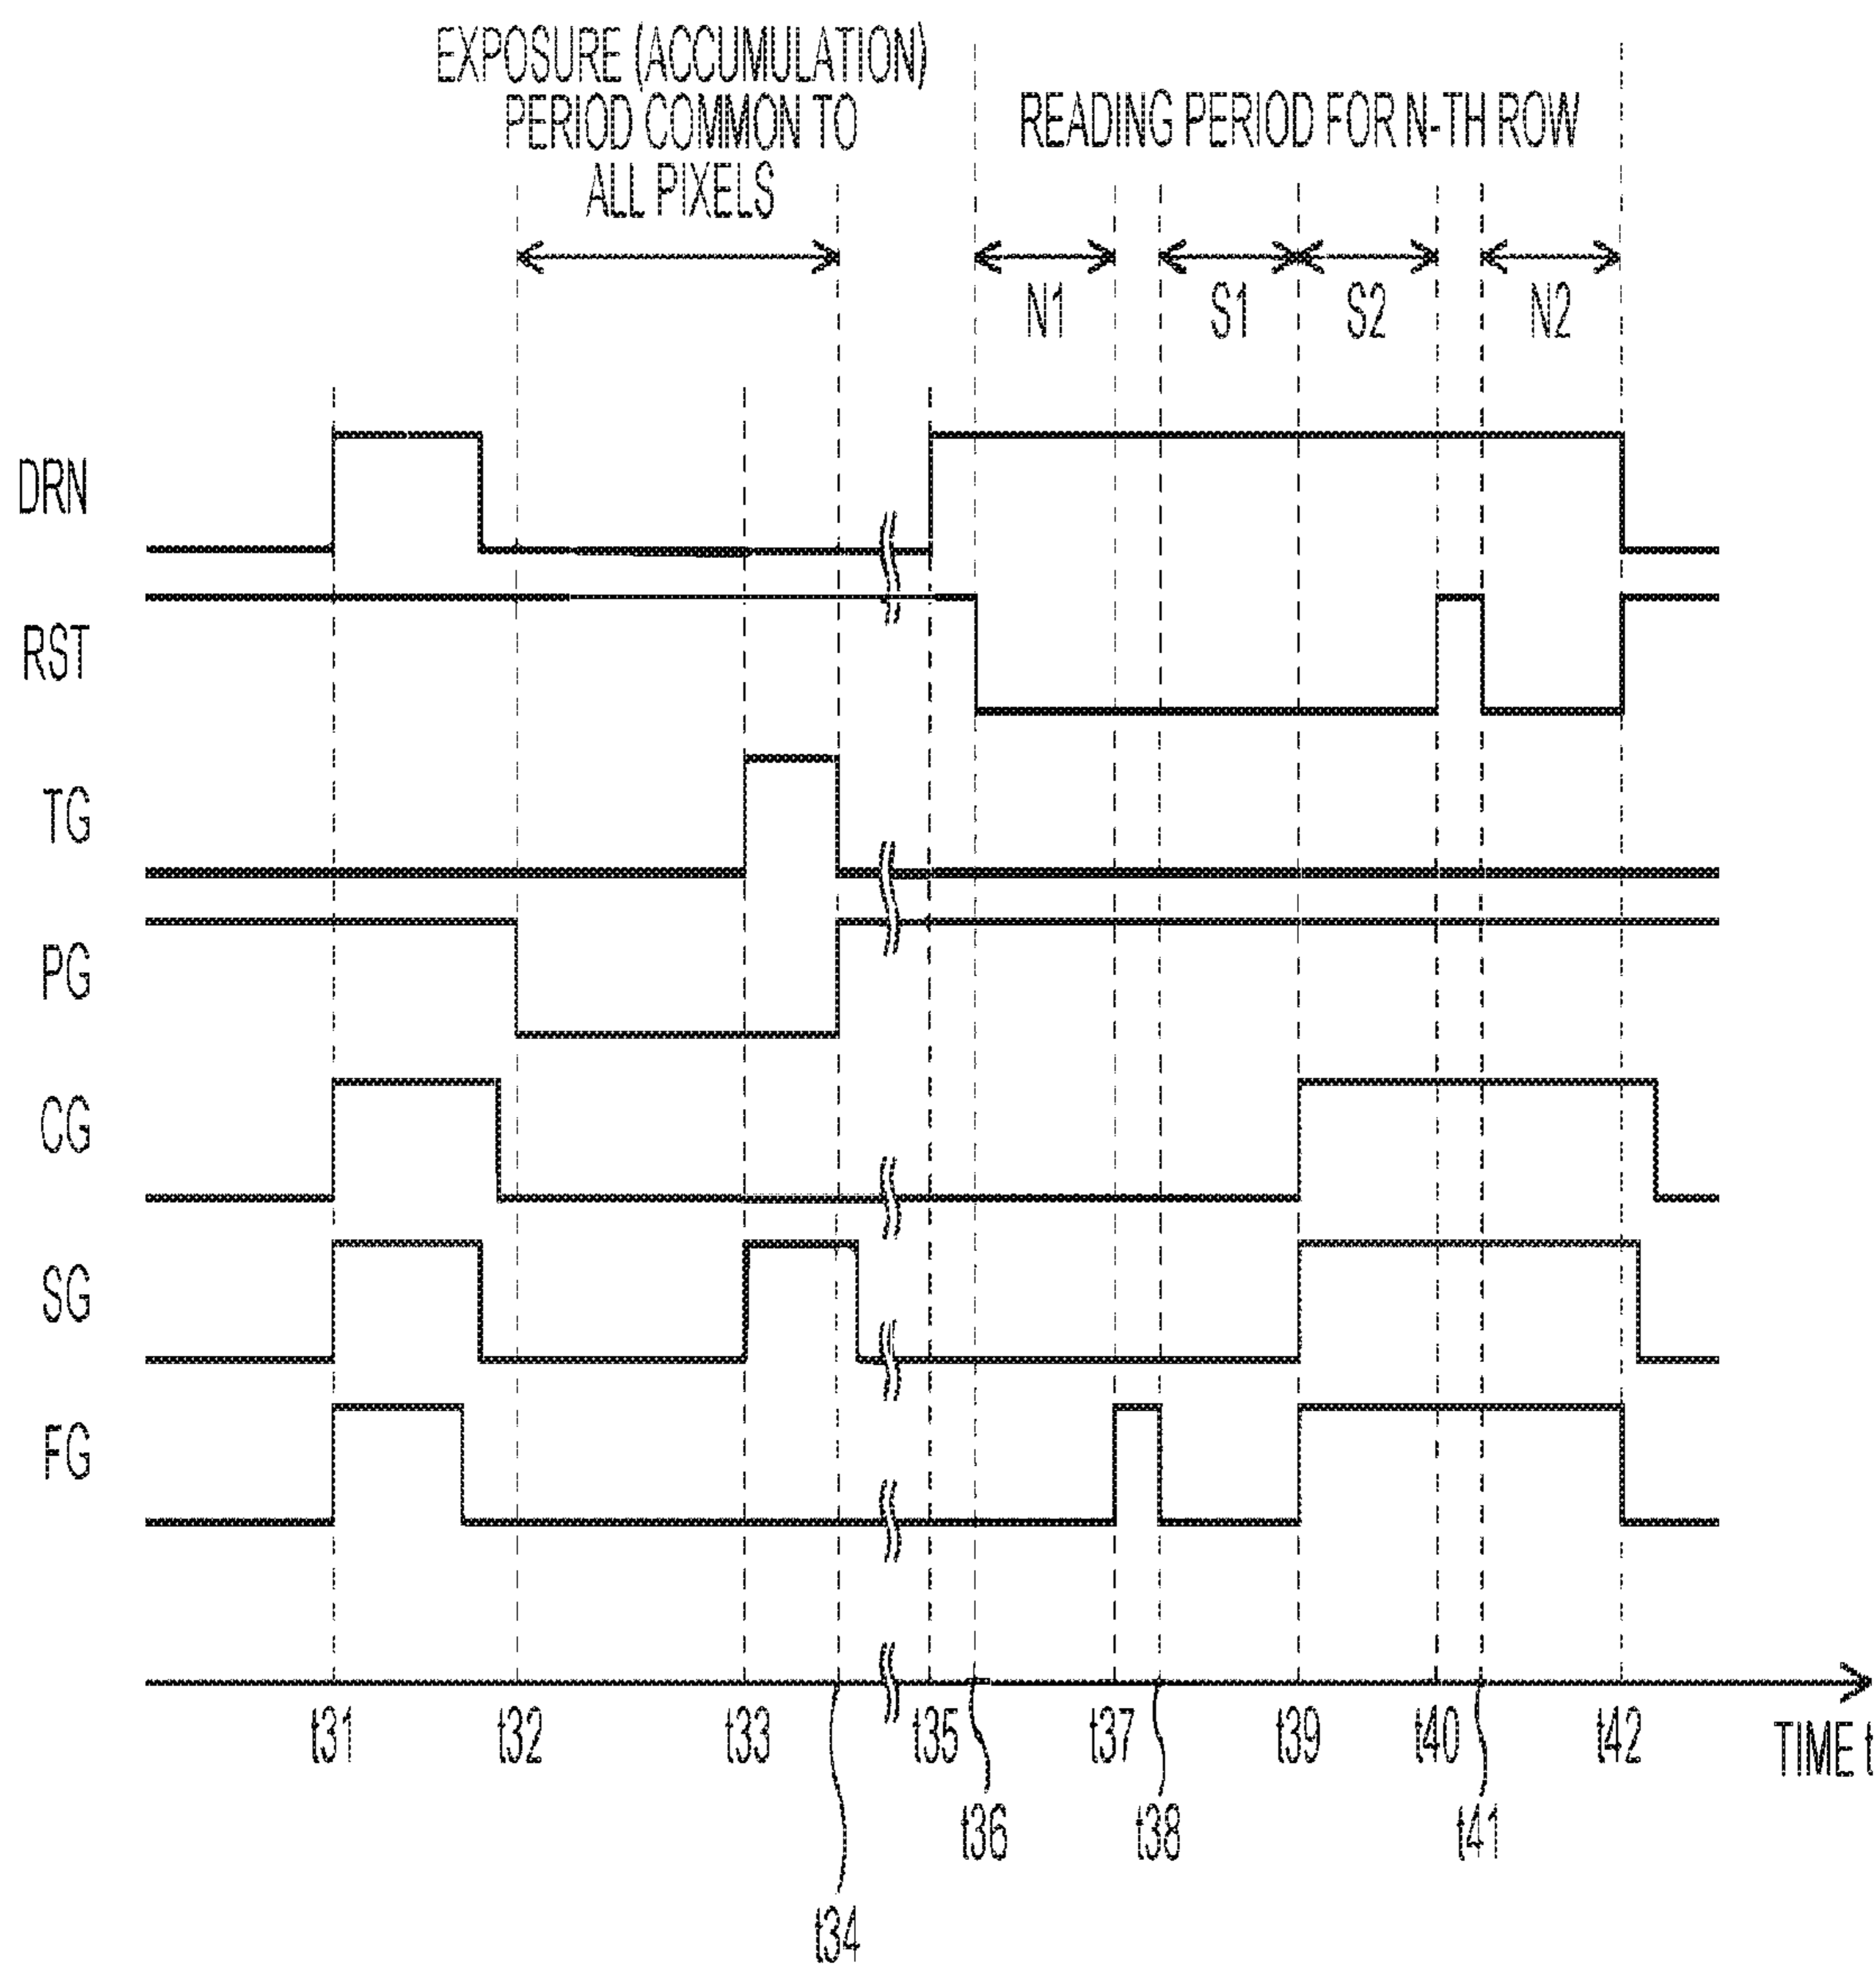 EXPOSURE (ACCUMULATION)
PERIOD COMMON TO
ALL PIXELS
READING PERIOD FOR N-TH ROW
N1
S1
S2
N2
DRN
RST
TG
PG
CG
SG
FG
t31
t32
t33
t35
t37
t39
t40
t42
TIME t
t36
t38
t41
t34